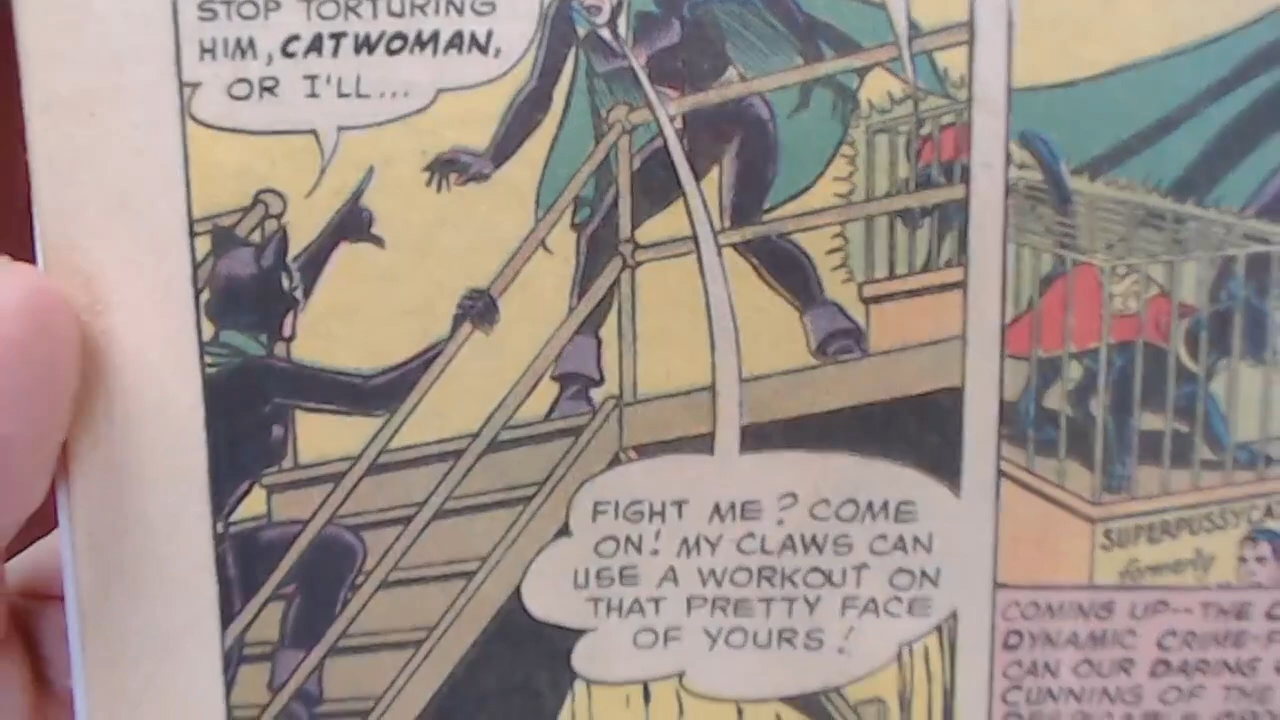 STOP TORTURING
HIM, CATWOMAN,
OR I'LL...
FIGHT ME? COME
ON! MY CLAWS CAN
USE A WORKOUT ON
THAT PRETTY FACE
OF YOURS!
SUPERPUSSYCA
formerly
COMING UP--THE
DYNAMIC CRIME-F
CAN OUR DARING
CUNNING OF THE